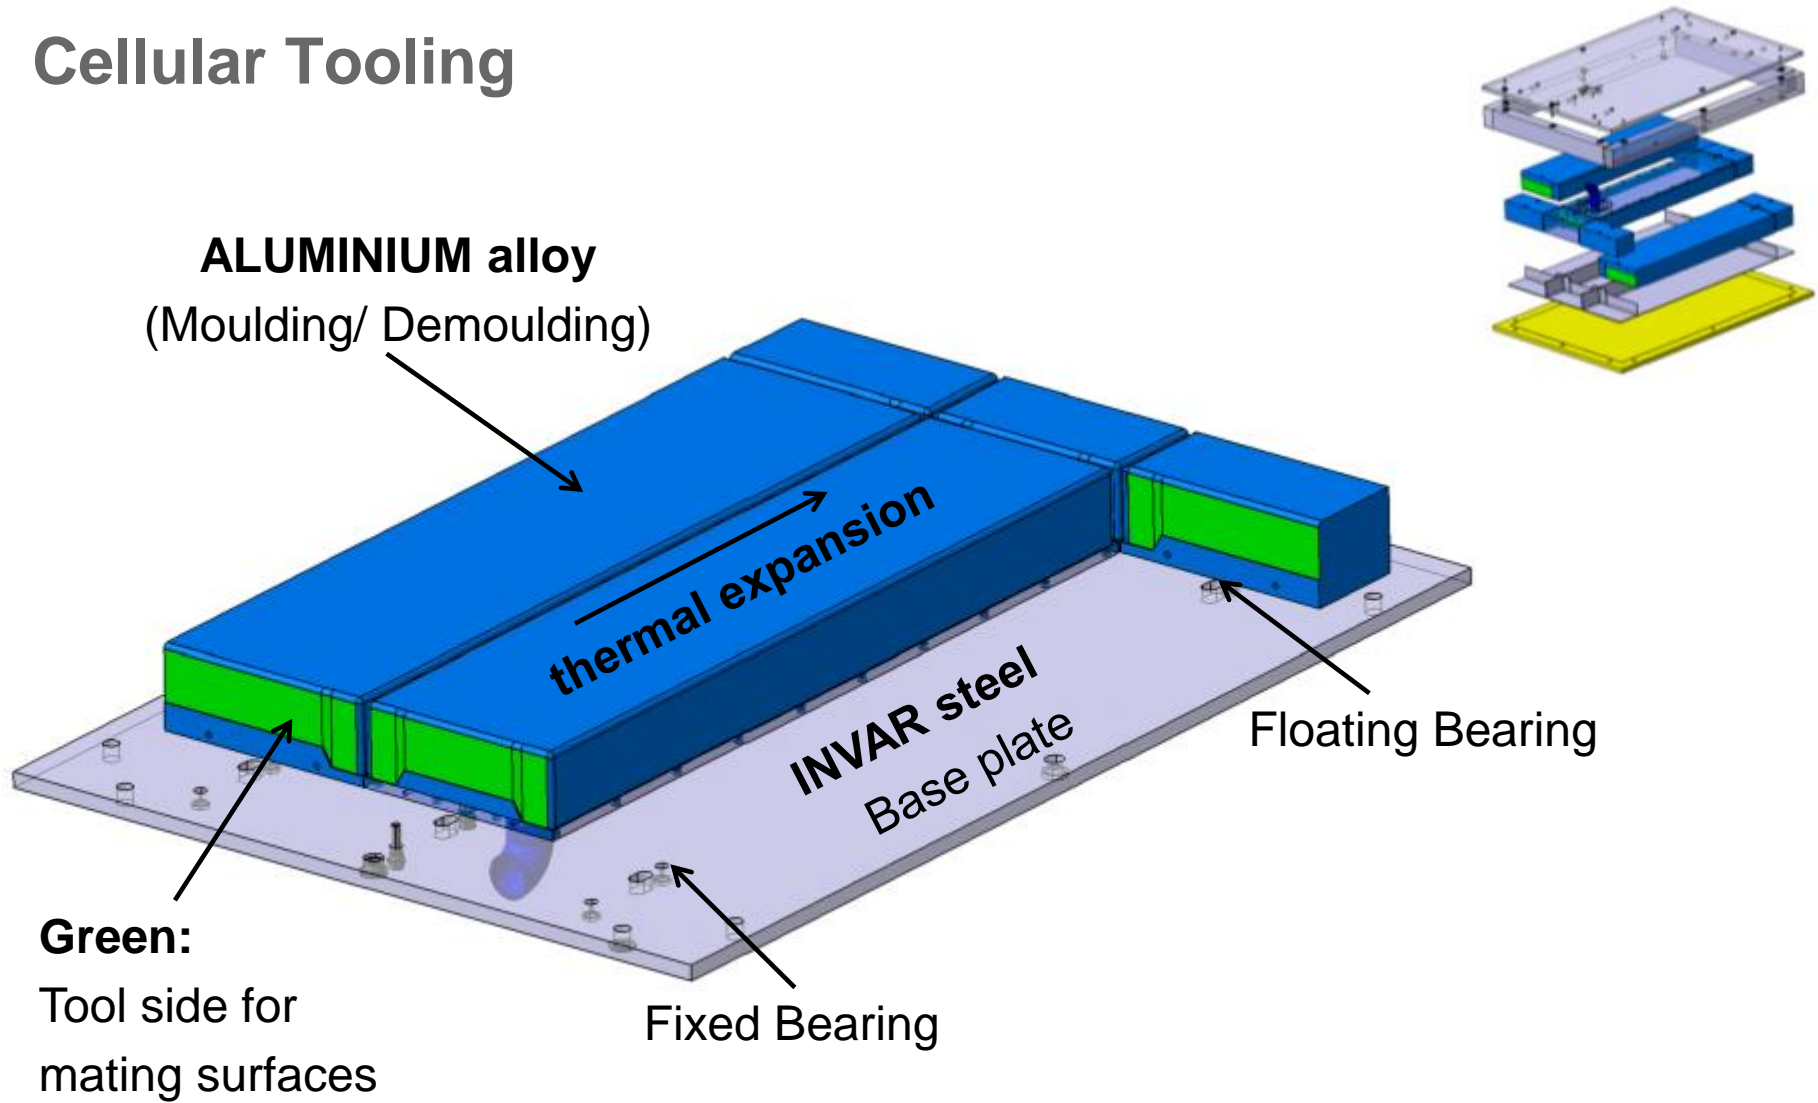 Cellular Tooling
ALUMINIUM alloy
(Moulding/ Demoulding)
thermal expansion
INVAR steel
Base plate
Floating Bearing
Green:
Tool side for
mating surfaces
Fixed Bearing